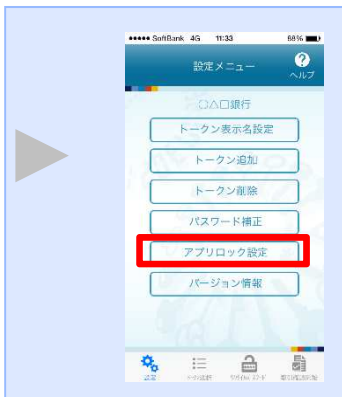 ●●●●● SoftBank 4G 11:33 88%
設定メニュー
?
ヘルプ
○△□銀行
トークン表示名設定
トークン追加
トークン削除
パスワード補正
アプリロック設定
バージョン情報
設定